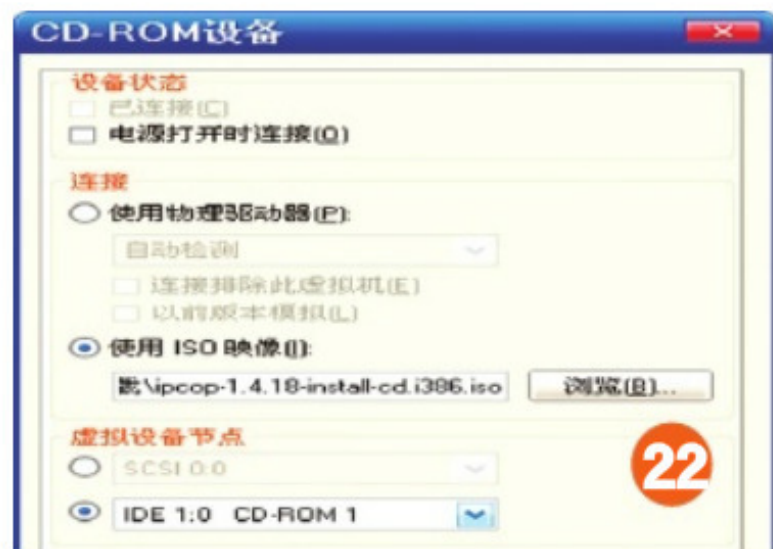 CD-ROM设备
设备状态
已连接(C)
电源打开时连接(O)
连接
使用物理驱动器(P):
自动检测
连接排除此虚拟机(E)
以前版本模拟(L)
使用 ISO 映像(I):
\ipcop-1.4.18-install-cd.i386.iso 浏览(B)...
虚拟设备节点
SCSI 0:0
IDE 1:0 CD-ROM 1
22